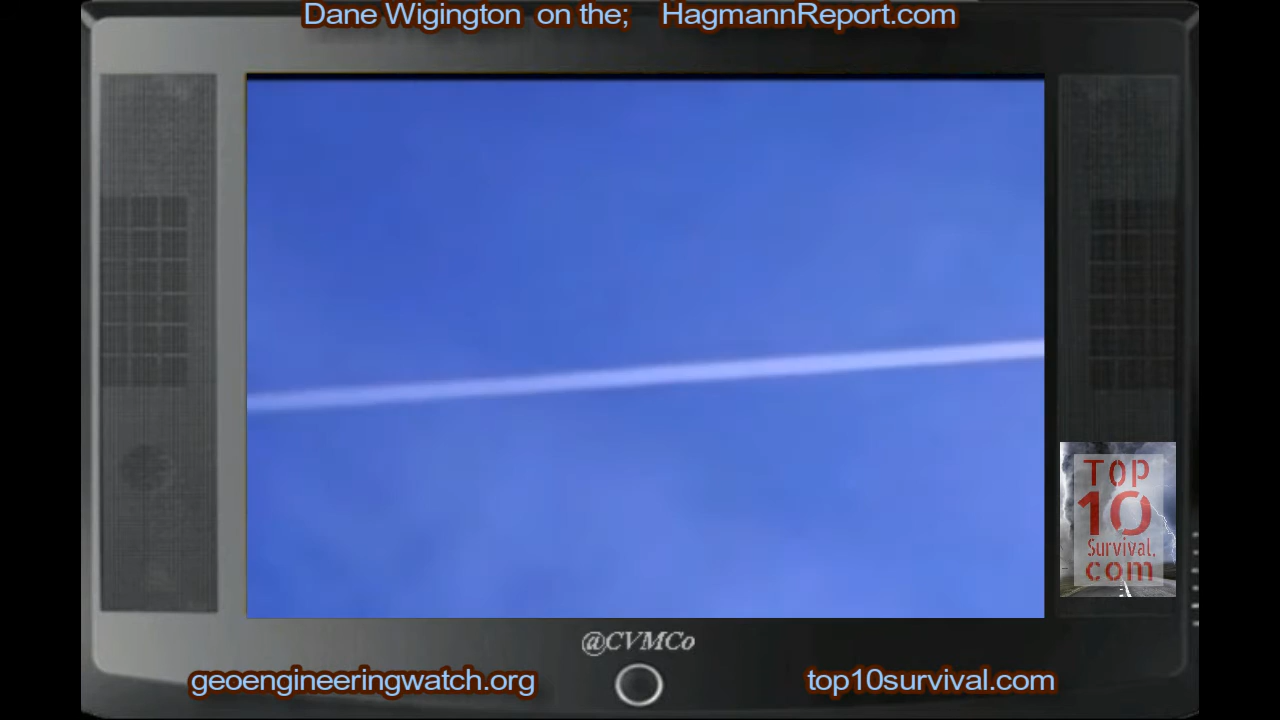 Dane Wigington on the; HagmannReport.com
TOP
10
Survival.
com
@CVMCo
geoengineeringwatch.org
top10survival.com